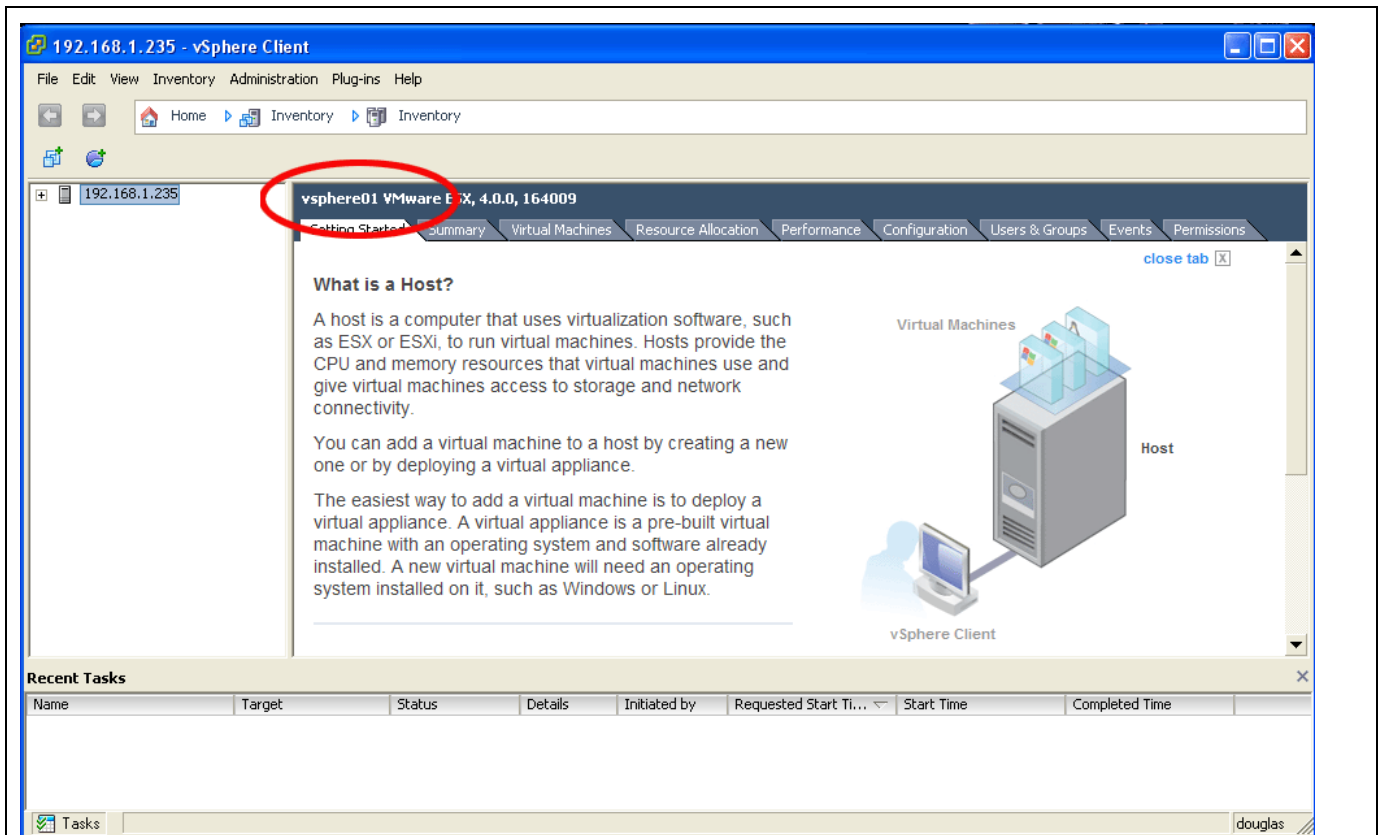 192.168.1.235 - vSphere Client
File Edit View Inventory Administration Plug-ins Help
Home Inventory Inventory
192.168.1.235
vsphere01 VMware ESX, 4.0.0, 164009
Getting Started Summary Virtual Machines Resource Allocation Performance Configuration Users & Groups Events Permissions
close tab X
What is a Host?
A host is a computer that uses virtualization software, such
as ESX or ESXi, to run virtual machines. Hosts provide the
CPU and memory resources that virtual machines use and
give virtual machines access to storage and network
connectivity.
You can add a virtual machine to a host by creating a new
one or by deploying a virtual appliance.
The easiest way to add a virtual machine is to deploy a
virtual appliance. A virtual appliance is a pre-built virtual
machine with an operating system and software already
installed. A new virtual machine will need an operating
system installed on it, such as Windows or Linux.
Virtual Machines
Host
vSphere Client
Recent Tasks
Name Target Status Details Initiated by Requested Start Ti... Start Time Completed Time
Tasks
douglas